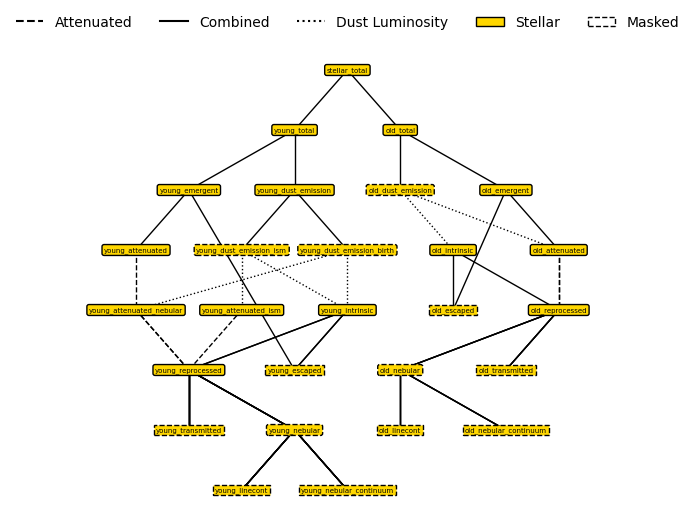 Attenuated Combined Dust Luminosity Stellar Masked
stellar_total
young_total old_total
young_emergent young_dust_emission old_dust_emission old_emergent
young_attenuated young_dust_emission_ism young_dust_emission_birth old_intrinsic old_attenuated
young_attenuated_nebular young_attenuated_ism young_intrinsic old_escaped old_reprocessed
young_reprocessed young_escaped old_nebular old_transmitted
young_transmitted young_nebular old_linecont old_nebular_continuum
young_linecont young_nebular_continuum